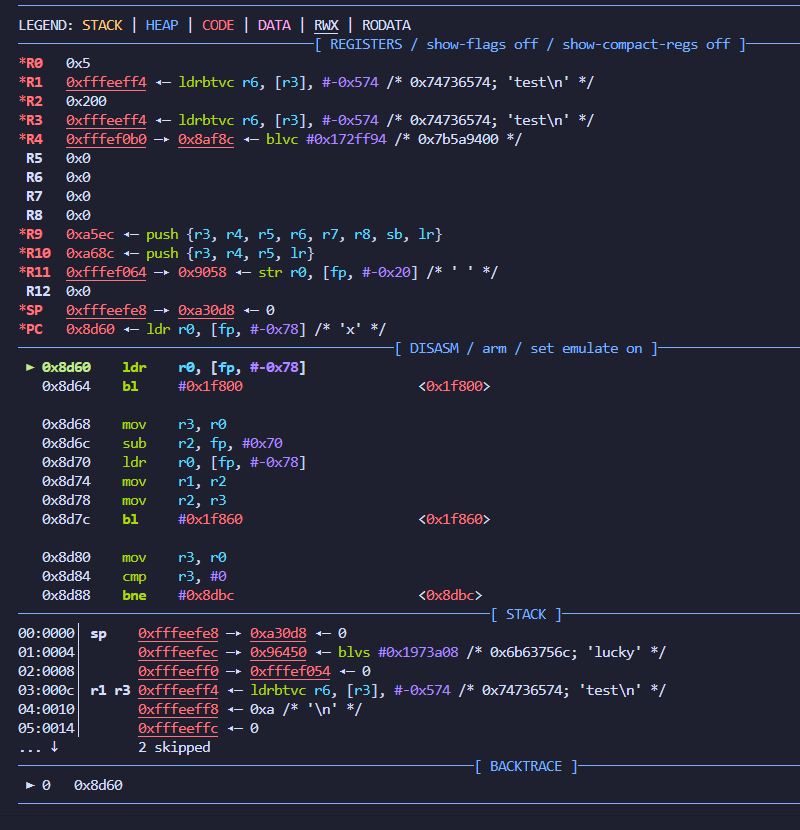 LEGEND: STACK | HEAP | CODE | DATA | RWX | RODATA
[ REGISTERS / show-flags off / show-compact-regs off ]
*R0 0x5
*R1 0xfffeeff4 ◂— ldrbtvc r6, [r3], #-0x574 /* 0x74736574; 'test\n' */
*R2 0x200
*R3 0xfffeeff4 ◂— ldrbtvc r6, [r3], #-0x574 /* 0x74736574; 'test\n' */
*R4 0xfffef0b0 —▸ 0x8af8c ◂— blvc #0x172ff94 /* 0x7b5a9400 */
R5 0x0
R6 0x0
R7 0x0
R8 0x0
*R9 0xa5ec ◂— push {r3, r4, r5, r6, r7, r8, sb, lr}
*R10 0xa68c ◂— push {r3, r4, r5, lr}
*R11 0xfffef064 —▸ 0x9058 ◂— str r0, [fp, #-0x20] /* ' ' */
R12 0x0
*SP 0xfffeefe8 —▸ 0xa30d8 ◂— 0
*PC 0x8d60 ◂— ldr r0, [fp, #-0x78] /* 'x' */
[ DISASM / arm / set emulate on ]
► 0x8d60 ldr r0, [fp, #-0x78]
0x8d64 bl #0x1f800 <0x1f800>
0x8d68 mov r3, r0
0x8d6c sub r2, fp, #0x70
0x8d70 ldr r0, [fp, #-0x78]
0x8d74 mov r1, r2
0x8d78 mov r2, r3
0x8d7c bl #0x1f860 <0x1f860>
0x8d80 mov r3, r0
0x8d84 cmp r3, #0
0x8d88 bne #0x8dbc <0x8dbc>
[ STACK ]
00:0000│ sp 0xfffeefe8 —▸ 0xa30d8 ◂— 0
01:0004│ 0xfffeefec —▸ 0x96450 ◂— blvs #0x1973a08 /* 0x6b63756c; 'lucky' */
02:0008│ 0xfffeeff0 —▸ 0xfffef054 ◂— 0
03:000c│ r1 r3 0xfffeeff4 ◂— ldrbtvc r6, [r3], #-0x574 /* 0x74736574; 'test\n' */
04:0010│ 0xfffeeff8 ◂— 0xa /* '\n' */
05:0014│ 0xfffeeffc ◂— 0
... ↓ 2 skipped
[ BACKTRACE ]
► 0 0x8d60